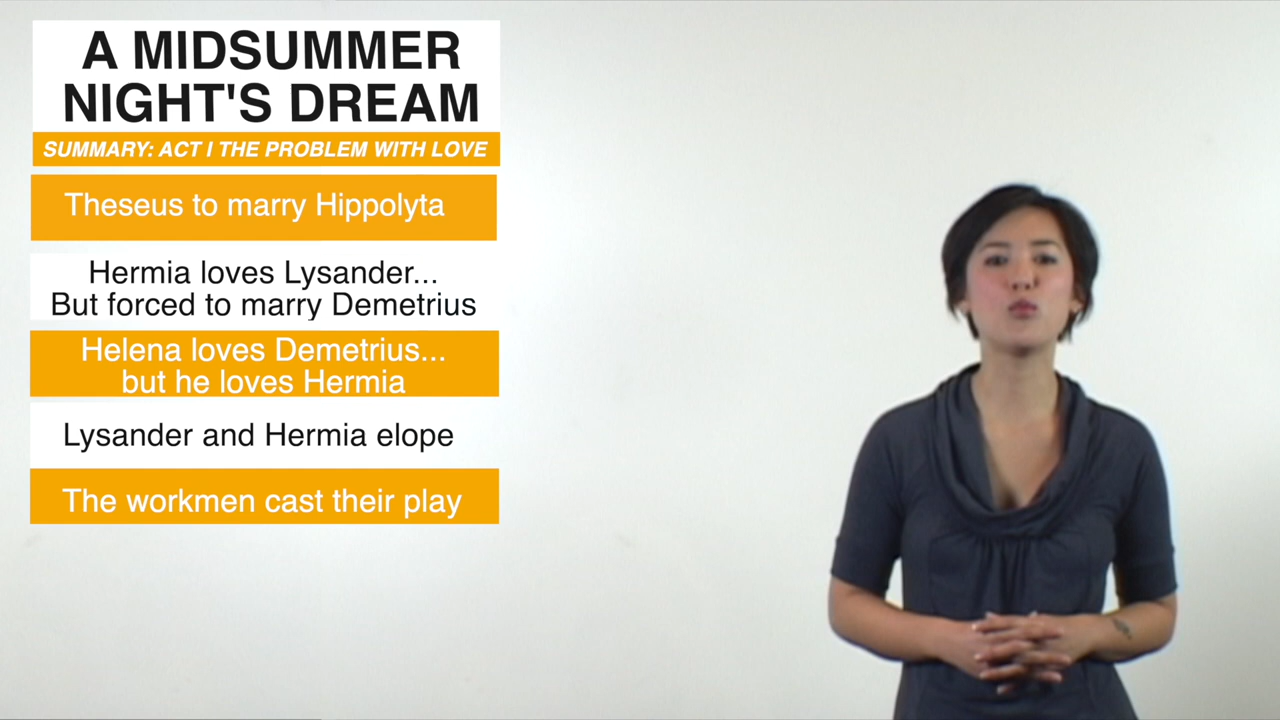 A MIDSUMMER
NIGHT'S DREAM
SUMMARY: ACT I THE PROBLEM WITH LOVE
Theseus to marry Hippolyta
Hermia loves Lysander...
But forced to marry Demetrius
Helena loves Demetrius...
but he loves Hermia
Lysander and Hermia elope
The workmen cast their play